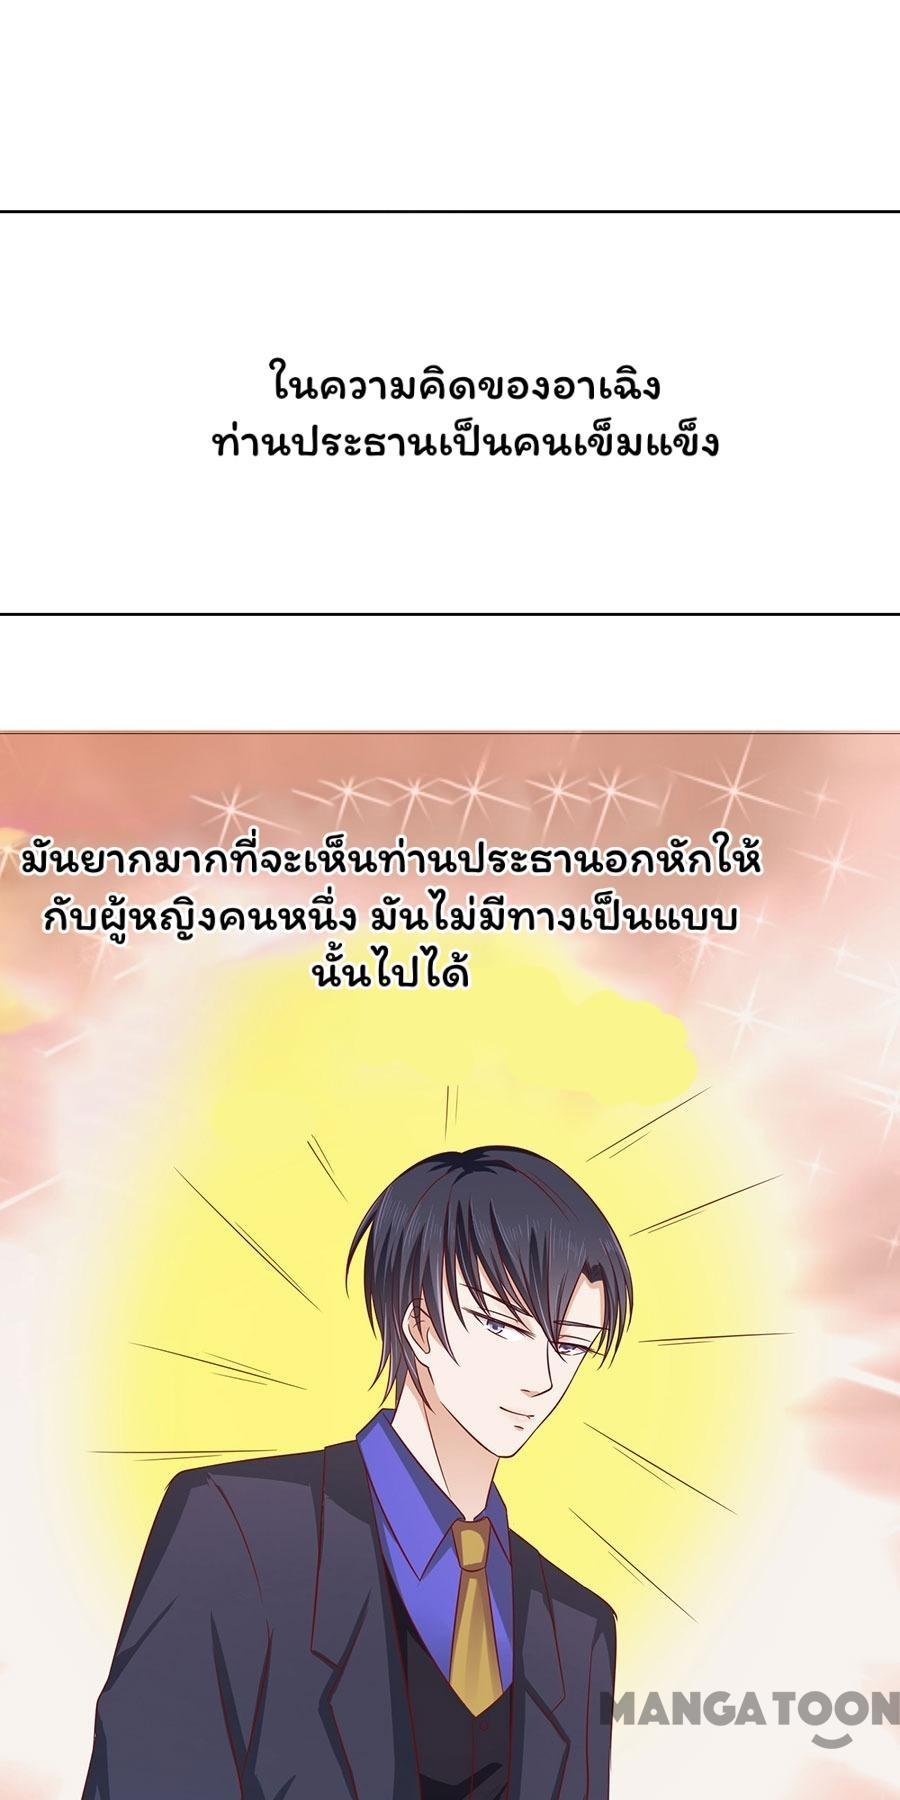 ในความคิดของอาเฉิง
ท่านประธานเป็นคนเข็มแข็ง
มันยากมากที่จะเห็นท่านประธานอกหักให้
กับผู้หญิงคนหนึ่ง มันไม่มีทางเป็นแบบ
นั้นไปได้
MANGATOON